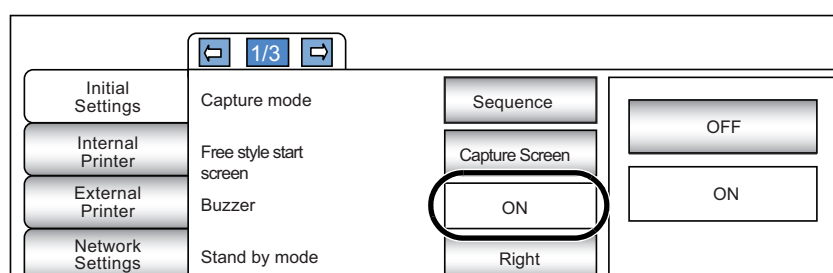 1/3
Initial
Settings
Capture mode
Sequence
OFF
Internal
Printer
Free style start
screen
Capture Screen
External
Printer
Buzzer
ON
ON
Network
Settings
Stand by mode
Right